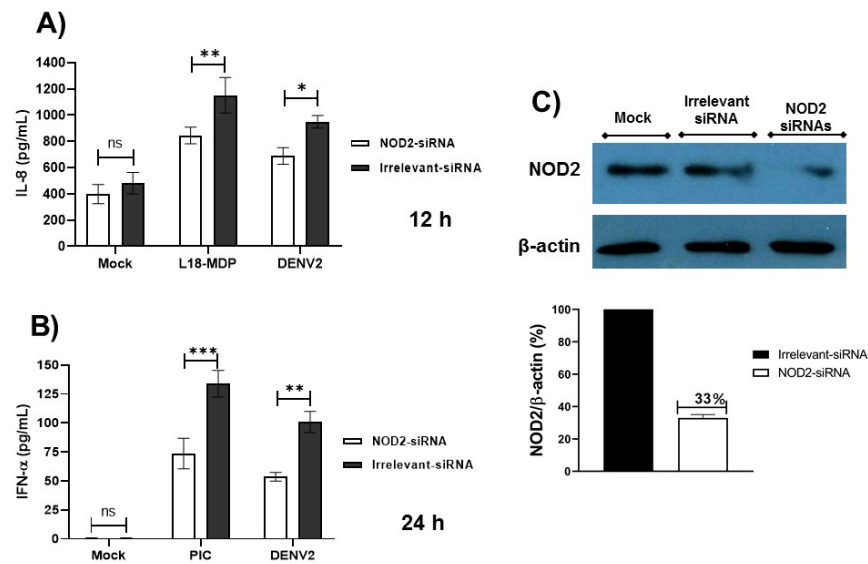 A)
IL-8 (pg/mL)
1400
1200
1000
800
600
400
200
0
ns
**
*
Mock
L18-MDP
DENV2
NOD2-siRNA
Irrelevant-siRNA
12 h
B)
IFN-α (pg/mL)
150
125
100
75
50
25
0
ns
***
**
Mock
PIC
DENV2
NOD2-siRNA
Irrelevant-siRNA
24 h
C)
Mock
Irrelevant
siRNA
NOD2
siRNAs
NOD2
β-actin
NOD2/β-actin (%)
100
80
60
40
20
0
33%
Irrelevant-siRNA
NOD2-siRNA